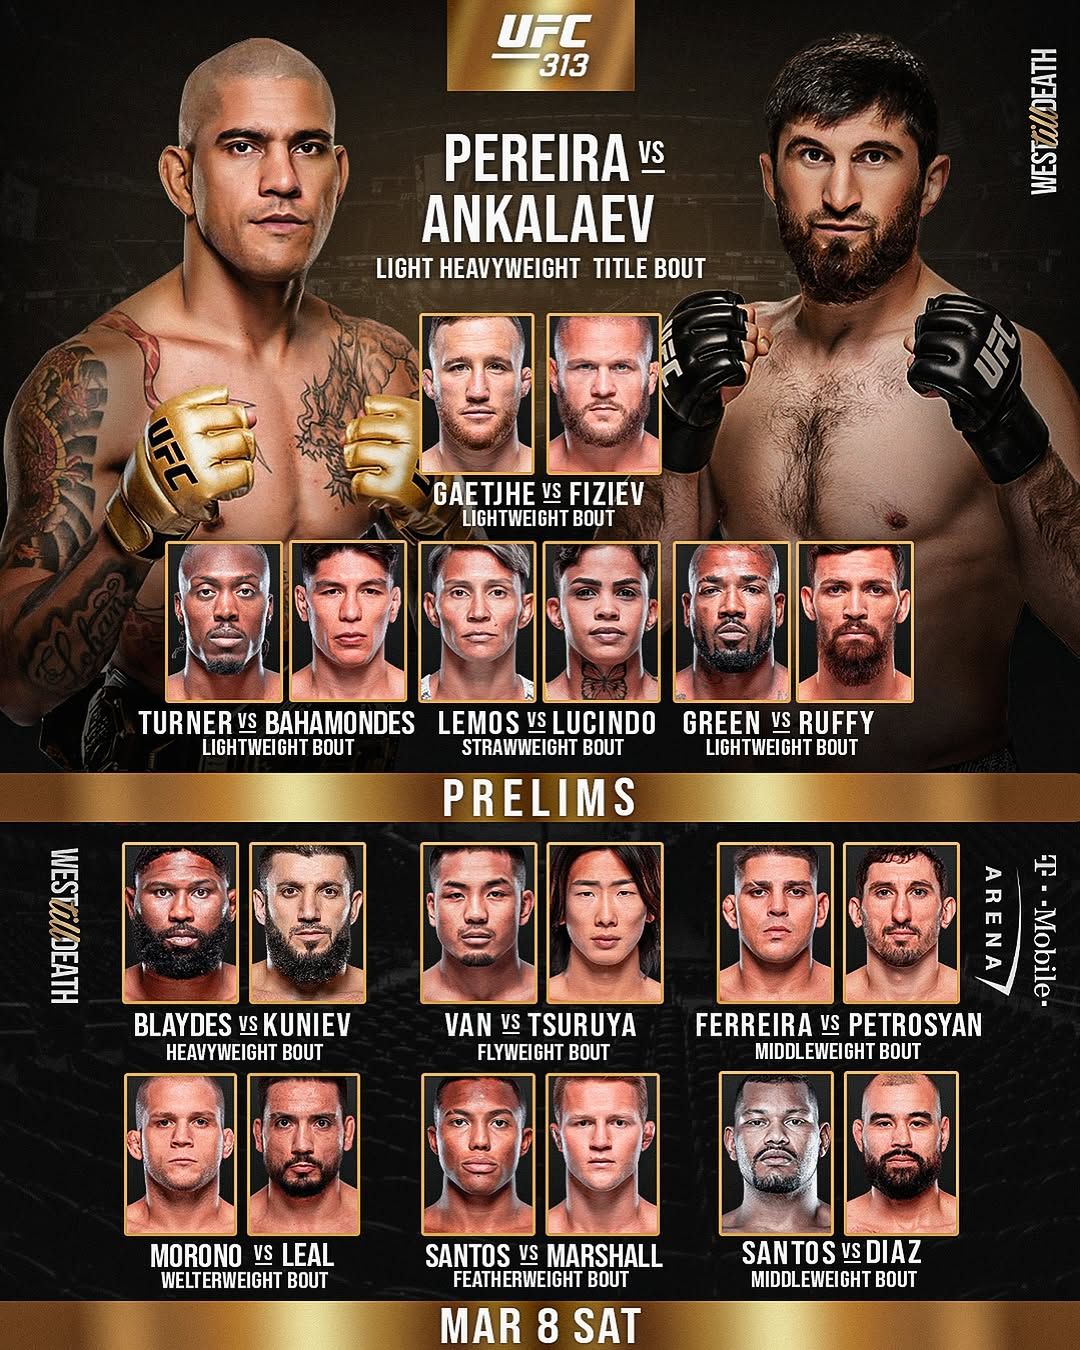 UFC
313
WEST till DEATH
PEREIRA VS
ANKALAEV
LIGHT HEAVYWEIGHT TITLE BOUT
UFC
UFC
UFC
GAETJHE VS FIZIEV
LIGHTWEIGHT BOUT
TURNER VS BAHAMONDES
LIGHTWEIGHT BOUT
LEMOS VS LUCINDO
STRAWWEIGHT BOUT
GREEN VS RUFFY
LIGHTWEIGHT BOUT
PRELIMS
WEST till DEATH
T··Mobile·
ARENA
BLAYDES VS KUNIEV
HEAVYWEIGHT BOUT
VAN VS TSURUYA
FLYWEIGHT BOUT
FERREIRA VS PETROSYAN
MIDDLEWEIGHT BOUT
MORONO VS LEAL
WELTERWEIGHT BOUT
SANTOS VS MARSHALL
FEATHERWEIGHT BOUT
SANTOS VS DIAZ
MIDDLEWEIGHT BOUT
MAR 8 SAT